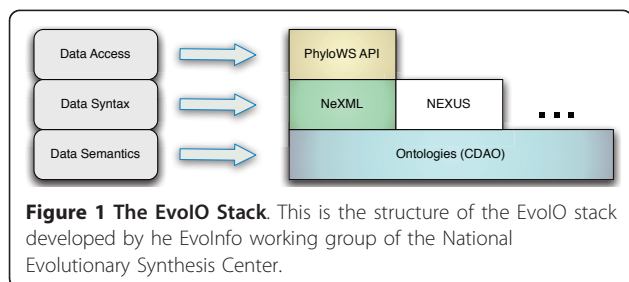 Data Access
PhyloWS API
Data Syntax
NeXML
NEXUS
...
Data Semantics
Ontologies (CDAO)
Figure 1 The EvoIO Stack. This is the structure of the EvoIO stack
developed by he EvoInfo working group of the National
Evolutionary Synthesis Center.